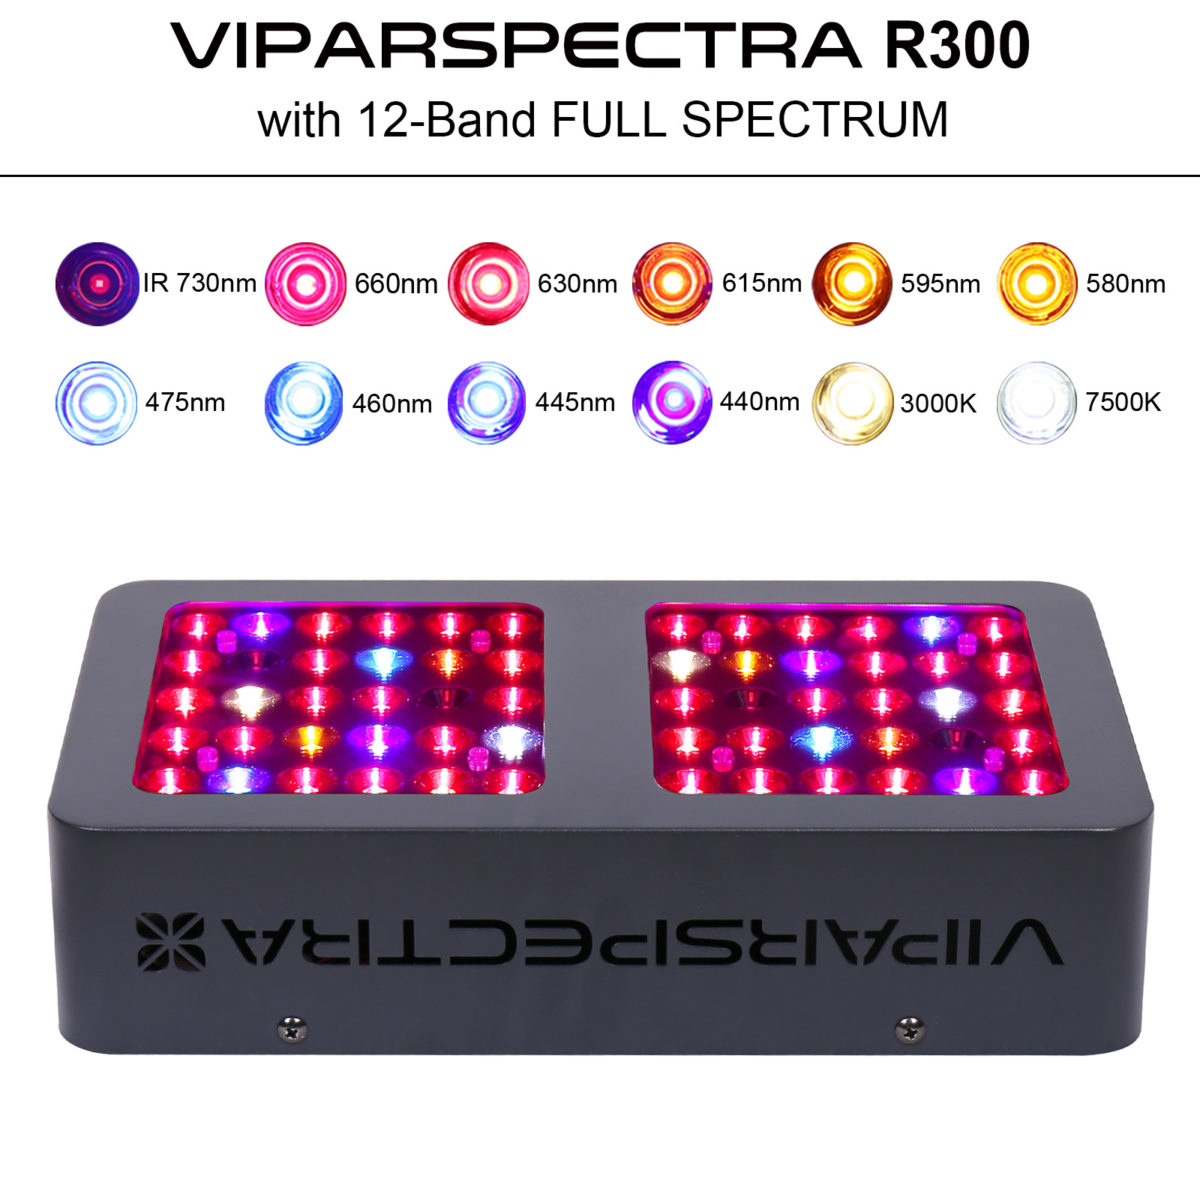 VIPARSPECTRA R300
with 12-Band FULL SPECTRUM
IR 730nm 660nm 630nm 615nm 595nm 580nm
475nm 460nm 445nm 440nm 3000K 7500K
VIPARSPECTRA